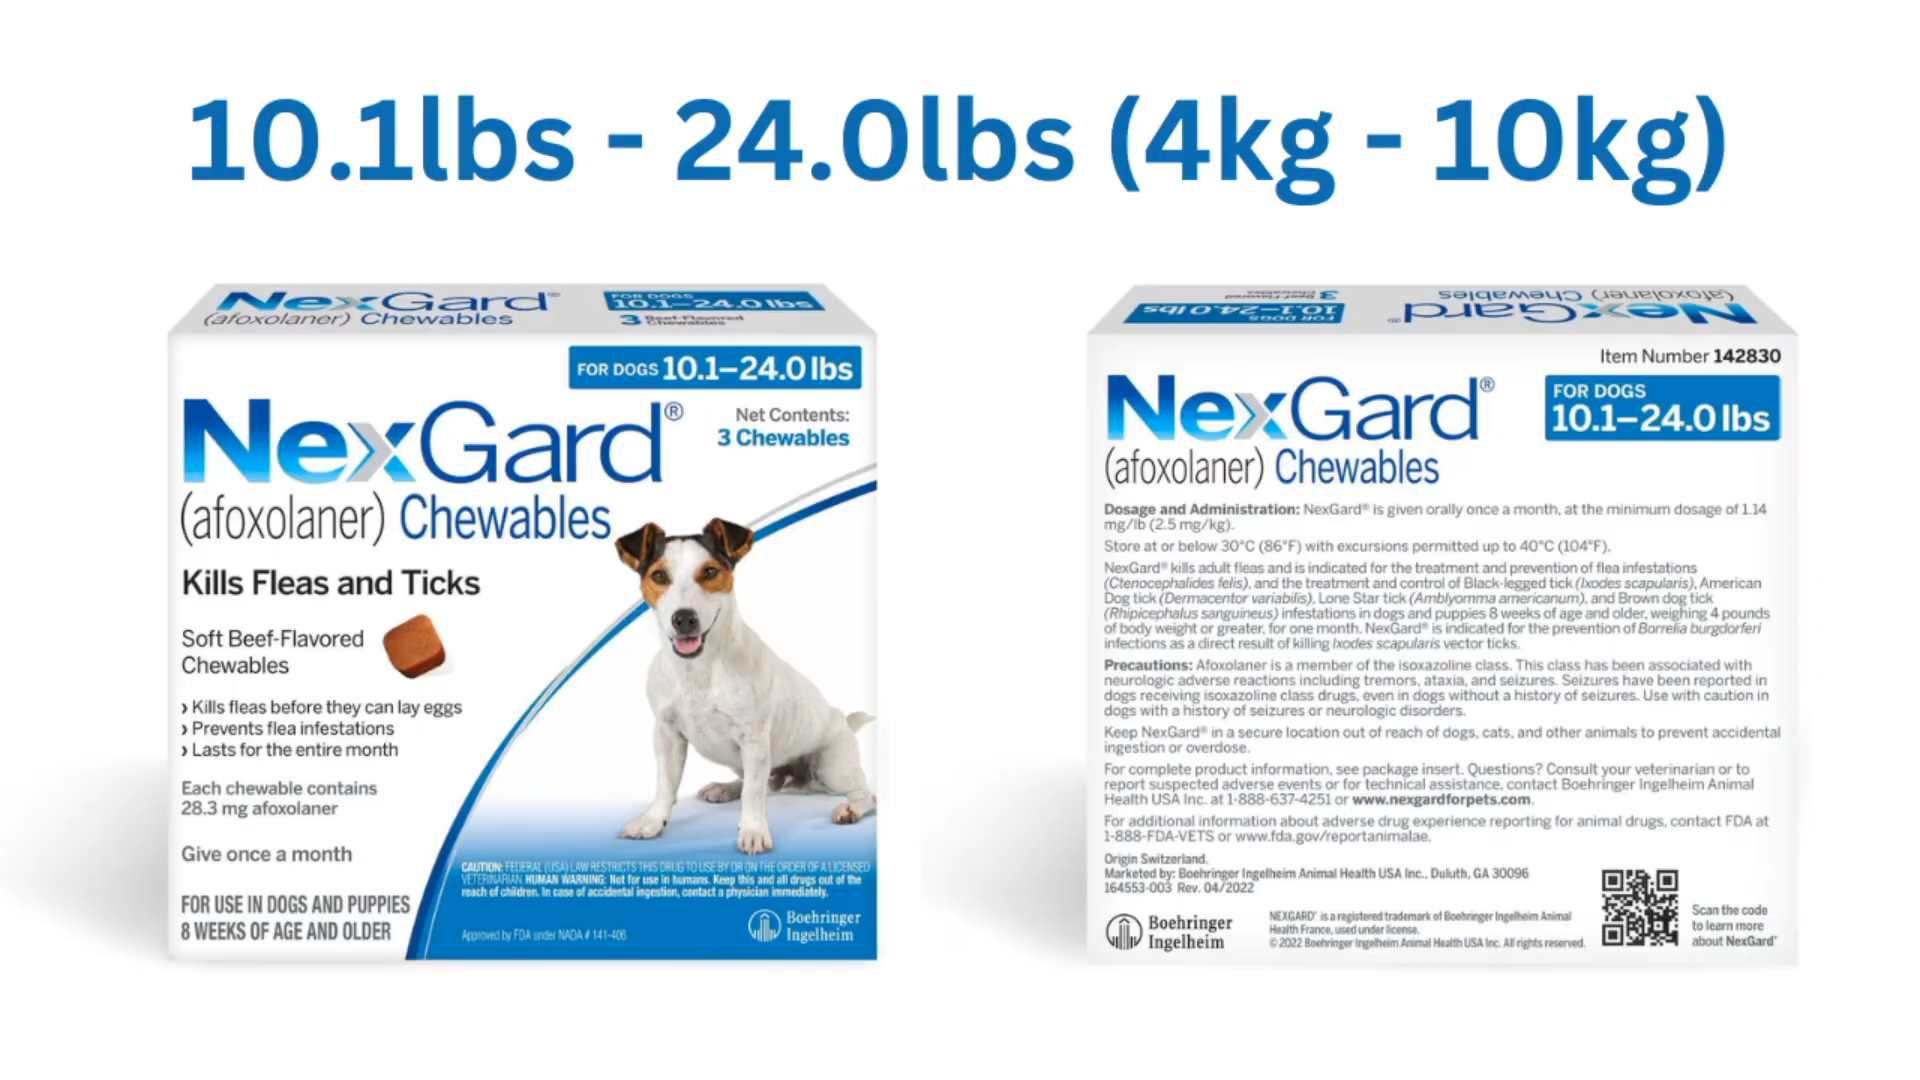 10.1lbs - 24.0lbs (4kg - 10kg)
NexGard®
(afoxolaner) Chewables
FOR DOGS
10.1–24.0 lbs
3 Beef-Flavored
Chewables
FOR DOGS 10.1–24.0 lbs
NexGard®
Net Contents:
3 Chewables
(afoxolaner) Chewables
Kills Fleas and Ticks
Soft Beef-Flavored
Chewables
› Kills fleas before they can lay eggs
› Prevents flea infestations
› Lasts for the entire month
Each chewable contains
28.3 mg afoxolaner
Give once a month
FOR USE IN DOGS AND PUPPIES
8 WEEKS OF AGE AND OLDER
CAUTION: FEDERAL (USA) LAW RESTRICTS THIS DRUG TO USE BY OR ON THE ORDER OF A LICENSED
VETERINARIAN HUMAN WARNING: Not for use in humans. Keep this and all drugs out of the
reach of children. In case of accidental ingestion, contact a physician immediately.
Approved by FDA under NADA # 141-406
Boehringer
Ingelheim
3 Beef-Flavored
Chewables
FOR DOGS
10.1–24.0 lbs
NexGard®
(afoxolaner) Chewables
Item Number 142830
NexGard®
FOR DOGS
10.1–24.0 lbs
(afoxolaner) Chewables
Dosage and Administration: NexGard® is given orally once a month, at the minimum dosage of 1.14
mg/lb (2.5 mg/kg).
Store at or below 30°C (86°F) with excursions permitted up to 40°C (104°F).
NexGard® kills adult fleas and is indicated for the treatment and prevention of flea infestations
(Ctenocephalides felis), and the treatment and control of Black-legged tick (Ixodes scapularis), American
Dog tick (Dermacentor variabilis), Lone Star tick (Amblyomma americanum), and Brown dog tick
(Rhipicephalus sanguineus) infestations in dogs and puppies 8 weeks of age and older, weighing 4 pounds
of body weight or greater, for one month. NexGard® is indicated for the prevention of Borrelia burgdorferi
infections as a direct result of killing Ixodes scapularis vector ticks.
Precautions: Afoxolaner is a member of the isoxazoline class. This class has been associated with
neurologic adverse reactions including tremors, ataxia, and seizures. Seizures have been reported in
dogs receiving isoxazoline class drugs, even in dogs without a history of seizures. Use with caution in
dogs with a history of seizures or neurologic disorders.
Keep NexGard® in a secure location out of reach of dogs, cats, and other animals to prevent accidental
ingestion or overdose.
For complete product information, see package insert. Questions? Consult your veterinarian or to
report suspected adverse events or for technical assistance, contact Boehringer Ingelheim Animal
Health USA Inc. at 1-888-637-4251 or www.nexgardforpets.com.
For additional information about adverse drug experience reporting for animal drugs, contact FDA at
1-888-FDA-VETS or www.fda.gov/reportanimalae.
Origin Switzerland.
Marketed by: Boehringer Ingelheim Animal Health USA Inc., Duluth, GA 30096
164553-003 Rev. 04/2022
Boehringer
Ingelheim
NEXGARD® is a registered trademark of Boehringer Ingelheim Animal
Health France, used under license.
© 2022 Boehringer Ingelheim Animal Health USA Inc. All rights reserved.
Scan the code
to learn more
about NexGard®